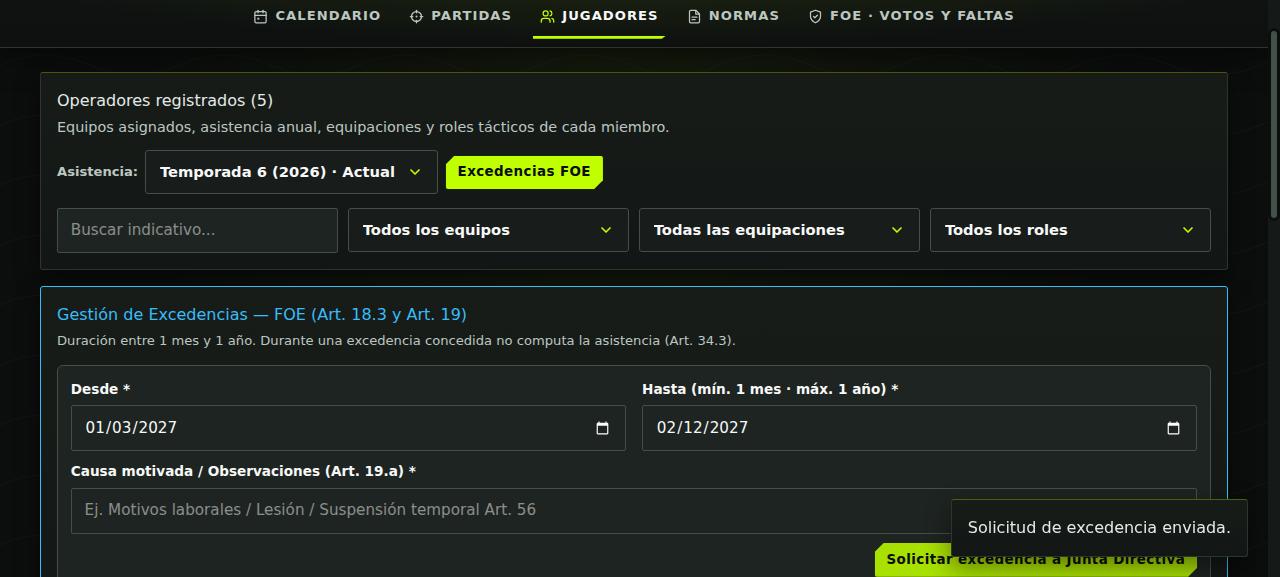 CALENDARIO PARTIDAS JUGADORES NORMAS FOE · VOTOS Y FALTAS
Operadores registrados (5)
Equipos asignados, asistencia anual, equipaciones y roles tácticos de cada miembro.
Asistencia: Temporada 6 (2026) · Actual Excedencias FOE
Buscar indicativo... Todos los equipos Todas las equipaciones Todos los roles
Gestión de Excedencias — FOE (Art. 18.3 y Art. 19)
Duración entre 1 mes y 1 año. Durante una excedencia concedida no computa la asistencia (Art. 34.3).
Desde * Hasta (mín. 1 mes · máx. 1 año) *
01/03/2027 02/12/2027
Causa motivada / Observaciones (Art. 19.a) *
Ej. Motivos laborales / Lesión / Suspensión temporal Art. 56
Solicitud de excedencia enviada.
Solicitar excedencia a Junta Directiva